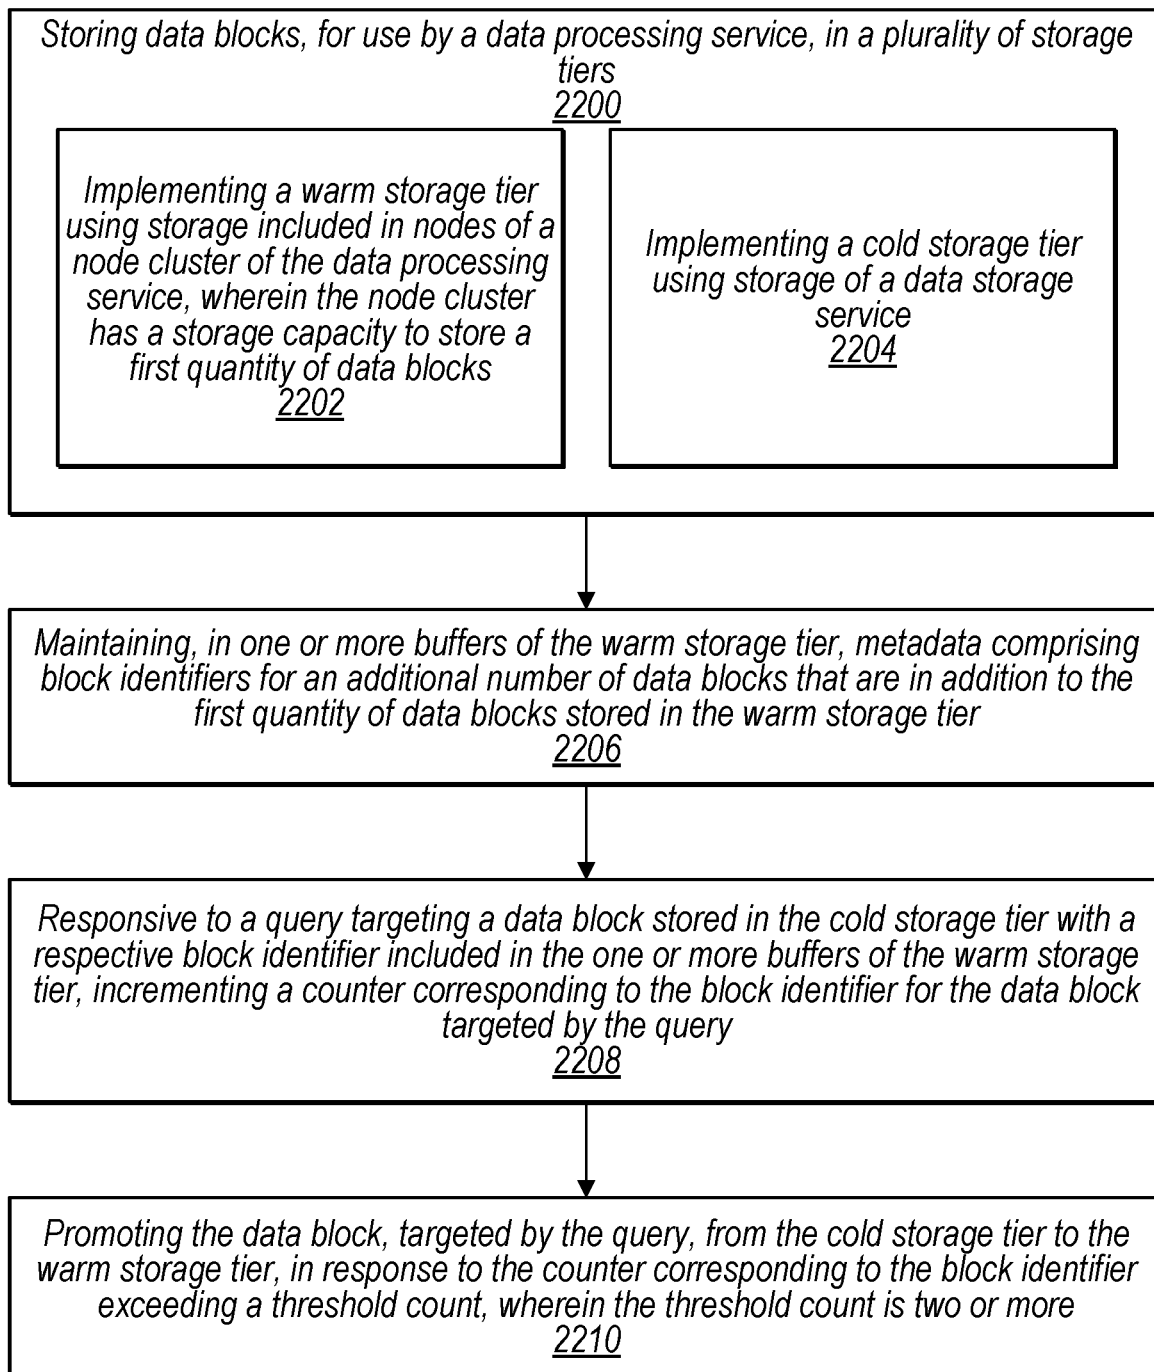 Storing data blocks, for use by a data processing service, in a plurality of storage
tiers
2200
Implementing a warm storage tier
using storage included in nodes of a
node cluster of the data processing
service, wherein the node cluster
has a storage capacity to store a
first quantity of data blocks
2202
Implementing a cold storage tier
using storage of a data storage
service
2204
Maintaining, in one or more buffers of the warm storage tier, metadata comprising
block identifiers for an additional number of data blocks that are in addition to the
first quantity of data blocks stored in the warm storage tier
2206
Responsive to a query targeting a data block stored in the cold storage tier with a
respective block identifier included in the one or more buffers of the warm storage
tier, incrementing a counter corresponding to the block identifier for the data block
targeted by the query
2208
Promoting the data block, targeted by the query, from the cold storage tier to the
warm storage tier, in response to the counter corresponding to the block identifier
exceeding a threshold count, wherein the threshold count is two or more
2210